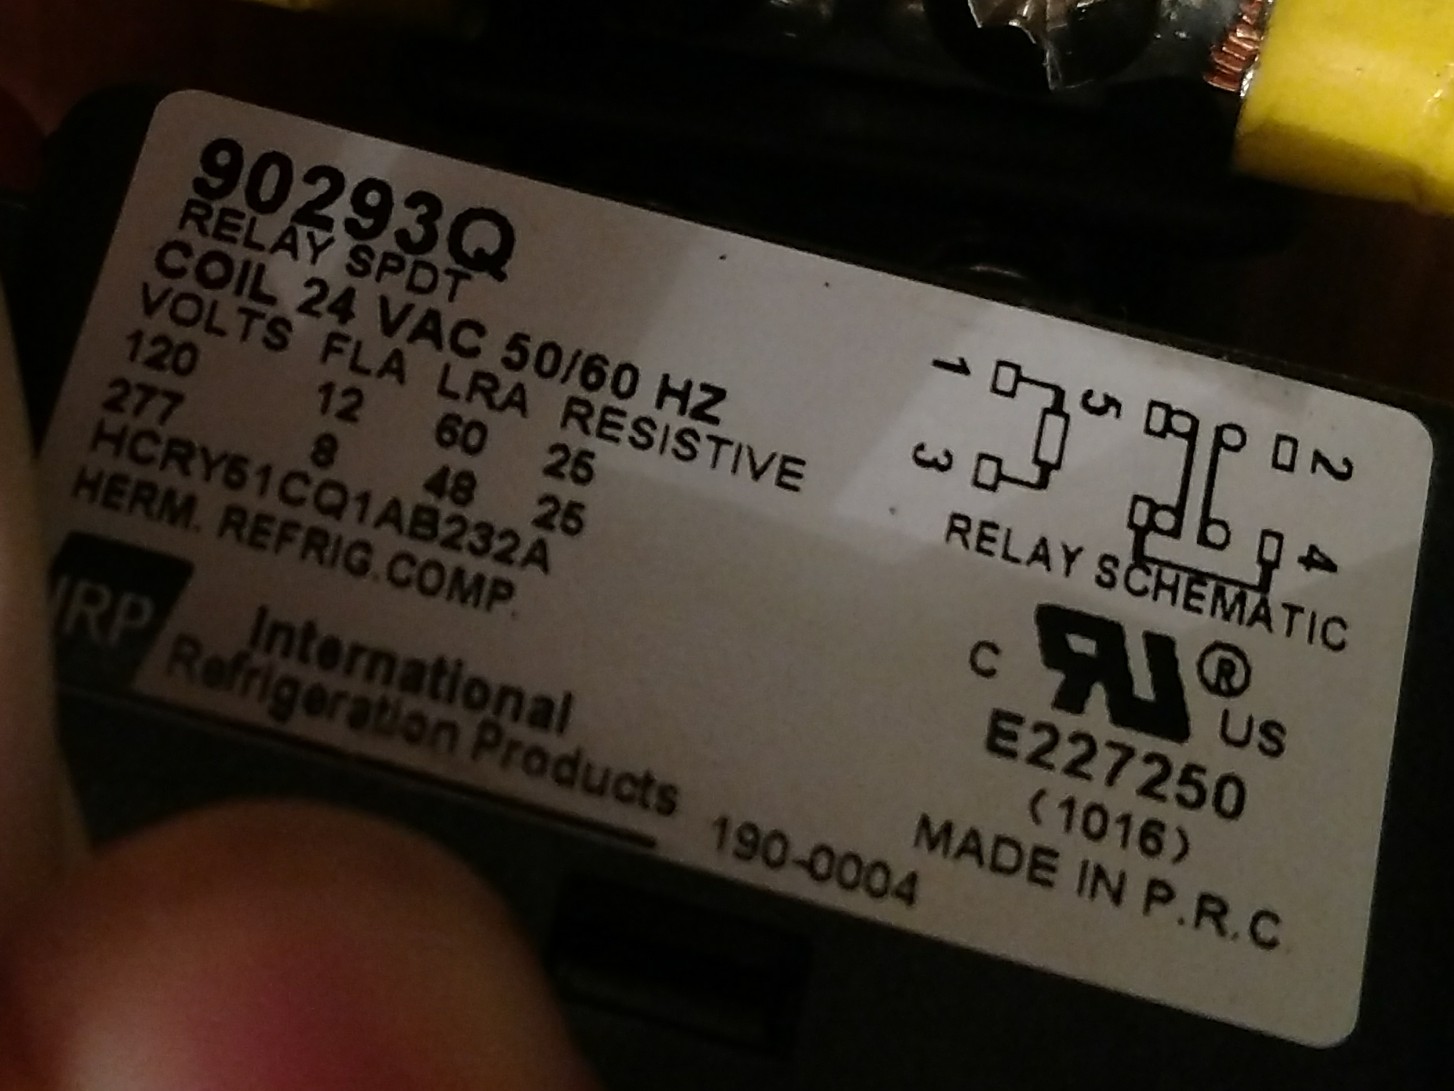 90293Q
RELAY SPDT
COIL 24 VAC 50/60 HZ
VOLTS FLA LRA RESISTIVE
120 12 60 25
277 8 48 25
HCRY61CQ1AB232A
HERM. REFRIG.COMP.
IRP
International
Refrigeration Products
190-0004
1 5 2
3 4
RELAY SCHEMATIC
C RU ® US
E227250
(1016)
MADE IN P.R.C